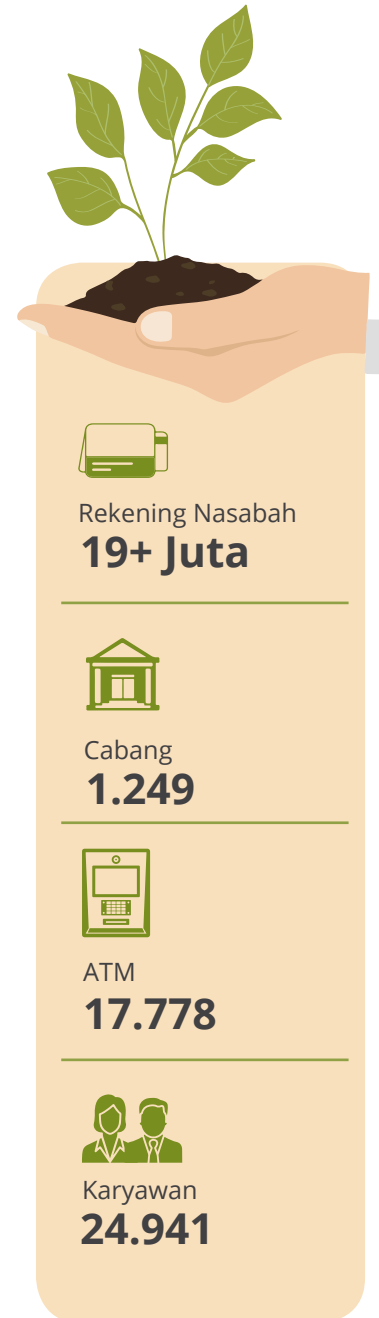 Rekening Nasabah
19+ Juta
Cabang
1.249
ATM
17.778
Karyawan
24.941